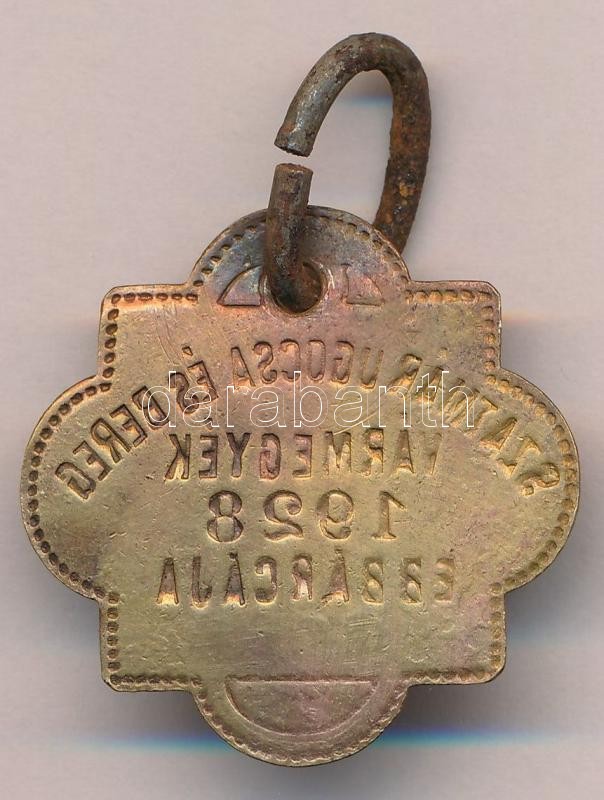 SZATMÁR UGOCSA ÉS BEREG
VÁRMEGYÉK
1928
EBBÁRCÁJA
darabanth